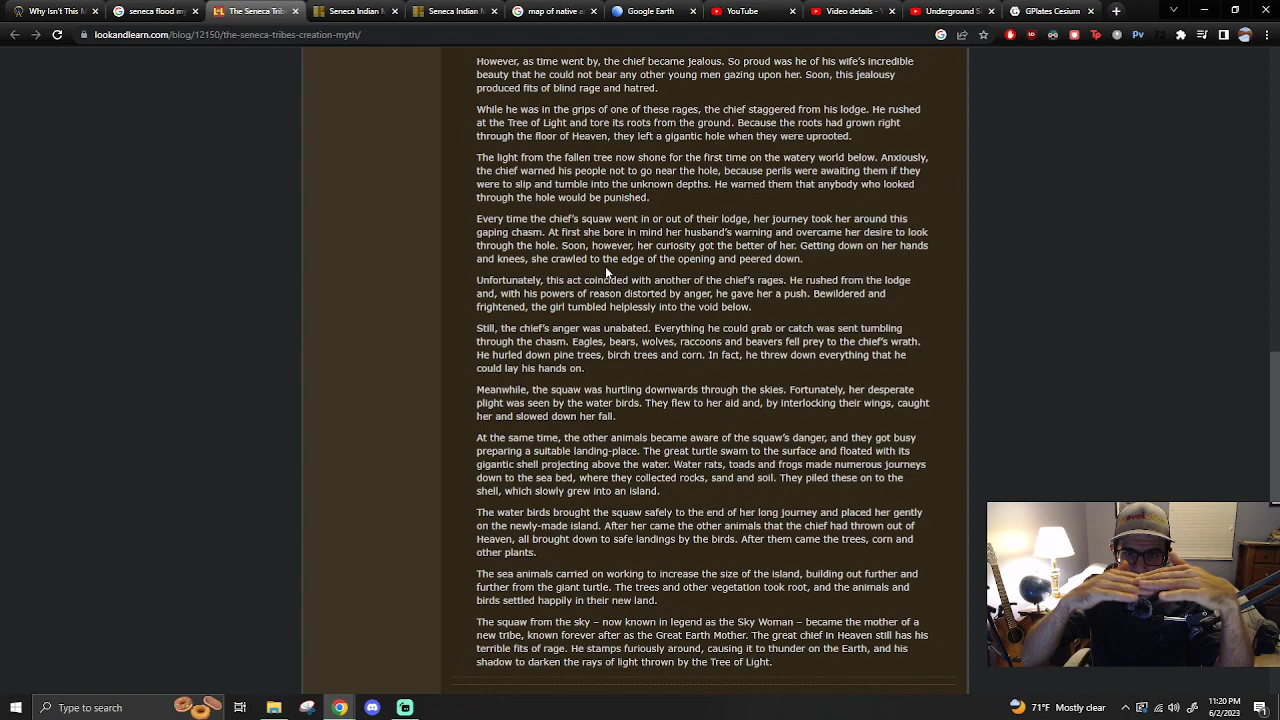 Why Isn't This M
seneca flood my
The Seneca Trib
Seneca Indian M
Seneca Indian M
map of native a
Google Earth
YouTube
Video details -
Underground S
GPlates Cesium
lookandlearn.com/blog/12150/the-seneca-tribes-creation-myth/
However, as time went by, the chief became jealous. So proud was he of his wife's incredible
beauty that he could not bear any other young men gazing upon her. Soon, this jealousy
produced fits of blind rage and hatred.
While he was in the grips of one of these rages, the chief staggered from his lodge. He rushed
at the Tree of Light and tore its roots from the ground. Because the roots had grown right
through the floor of Heaven, they left a gigantic hole when they were uprooted.
The light from the fallen tree now shone for the first time on the watery world below. Anxiously,
the chief warned his people not to go near the hole, because perils were awaiting them if they
were to slip and tumble into the unknown depths. He warned them that anybody who looked
through the hole would be punished.
Every time the chief's squaw went in or out of their lodge, her journey took her around this
gaping chasm. At first she bore in mind her husband's warning and overcame her desire to look
through the hole. Soon, however, her curiosity got the better of her. Getting down on her hands
and knees, she crawled to the edge of the opening and peered down.
Unfortunately, this act coincided with another of the chief's rages. He rushed from the lodge
and, with his powers of reason distorted by anger, he gave her a push. Bewildered and
frightened, the girl tumbled helplessly into the void below.
Still, the chief's anger was unabated. Everything he could grab or catch was sent tumbling
through the chasm. Eagles, bears, wolves, raccoons and beavers fell prey to the chief's wrath.
He hurled down pine trees, birch trees and corn. In fact, he threw down everything that he
could lay his hands on.
Meanwhile, the squaw was hurtling downwards through the skies. Fortunately, her desperate
plight was seen by the water birds. They flew to her aid and, by interlocking their wings, caught
her and slowed down her fall.
At the same time, the other animals became aware of the squaw's danger, and they got busy
preparing a suitable landing-place. The great turtle swam to the surface and floated with its
gigantic shell projecting above the water. Water rats, toads and frogs made numerous journeys
down to the sea bed, where they collected rocks, sand and soil. They piled these on to the
shell, which slowly grew into an island.
The water birds brought the squaw safely to the end of her long journey and placed her gently
on the newly-made island. After her came the other animals that the chief had thrown out of
Heaven, all brought down to safe landings by the birds. After them came the trees, corn and
other plants.
The sea animals carried on working to increase the size of the island, building out further and
further from the giant turtle. The trees and other vegetation took root, and the animals and
birds settled happily in their new land.
The squaw from the sky – now known in legend as the Sky Woman – became the mother of a
new tribe, known forever after as the Great Earth Mother. The great chief in Heaven still has his
terrible fits of rage. He stamps furiously around, causing it to thunder on the Earth, and his
shadow to darken the rays of light thrown by the Tree of Light.
Type to search
71°F Mostly clear
11:20 PM
6/2/2023